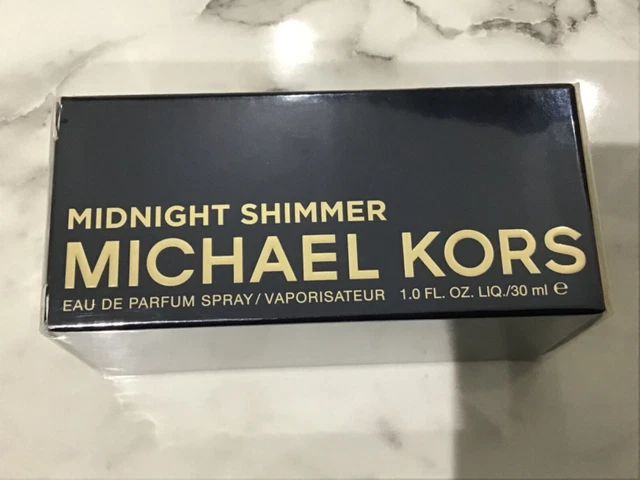 MIDNIGHT SHIMMER
MICHAEL KORS
EAU DE PARFUM SPRAY/VAPORISATEUR 1.0 FL. OZ. LIQ./30 ml ℮